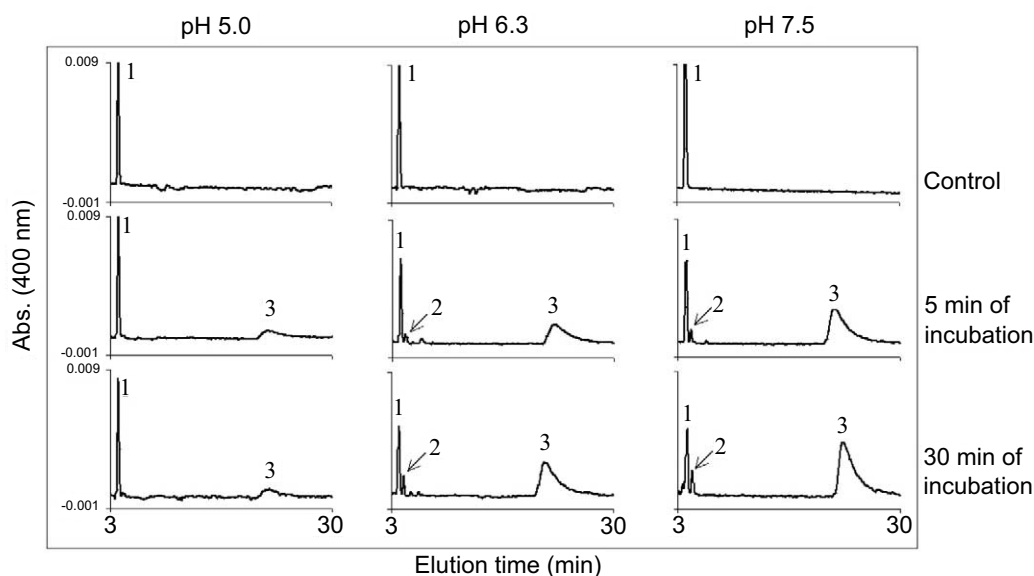 pH 5.0 pH 6.3 pH 7.5
0.009
1 1 1
Control
-0.001
0.009
1 1 1
2 2
3 3 3
5 min of
incubation
-0.001
0.009
1 1 1
2 2
3 3 3
30 min of
incubation
-0.001
3 30 3 30 3 30
Abs. (400 nm)
Elution time (min)